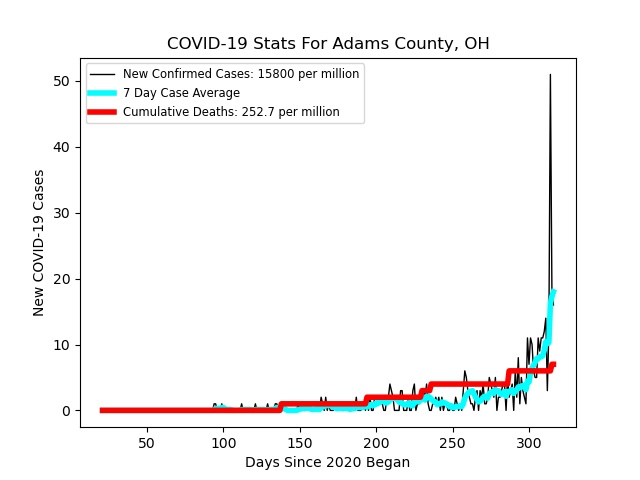 COVID-19 Stats For Adams County, OH
New Confirmed Cases: 15800 per million
7 Day Case Average
Cumulative Deaths: 252.7 per million
New COVID-19 Cases
50
40
30
20
10
0
50 100 150 200 250 300
Days Since 2020 Began